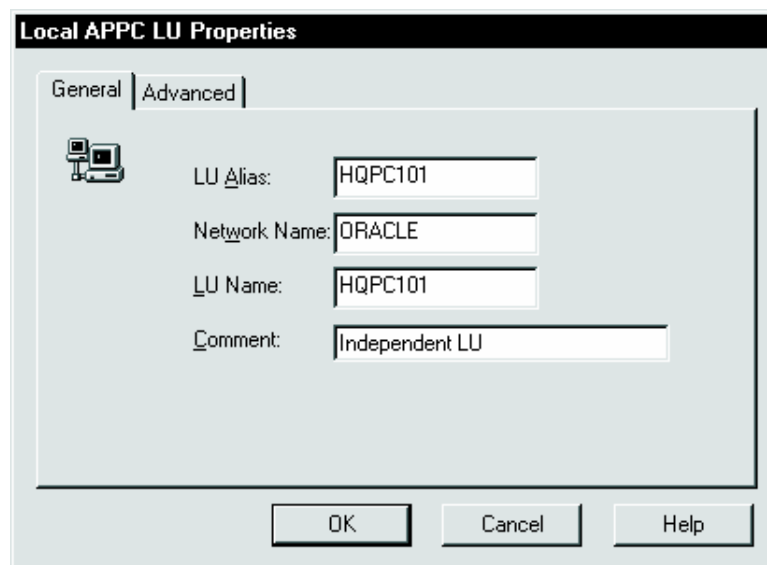 Local APPC LU Properties
General Advanced
LU Alias: HQPC101
Network Name: ORACLE
LU Name: HQPC101
Comment: Independent LU
OK Cancel Help